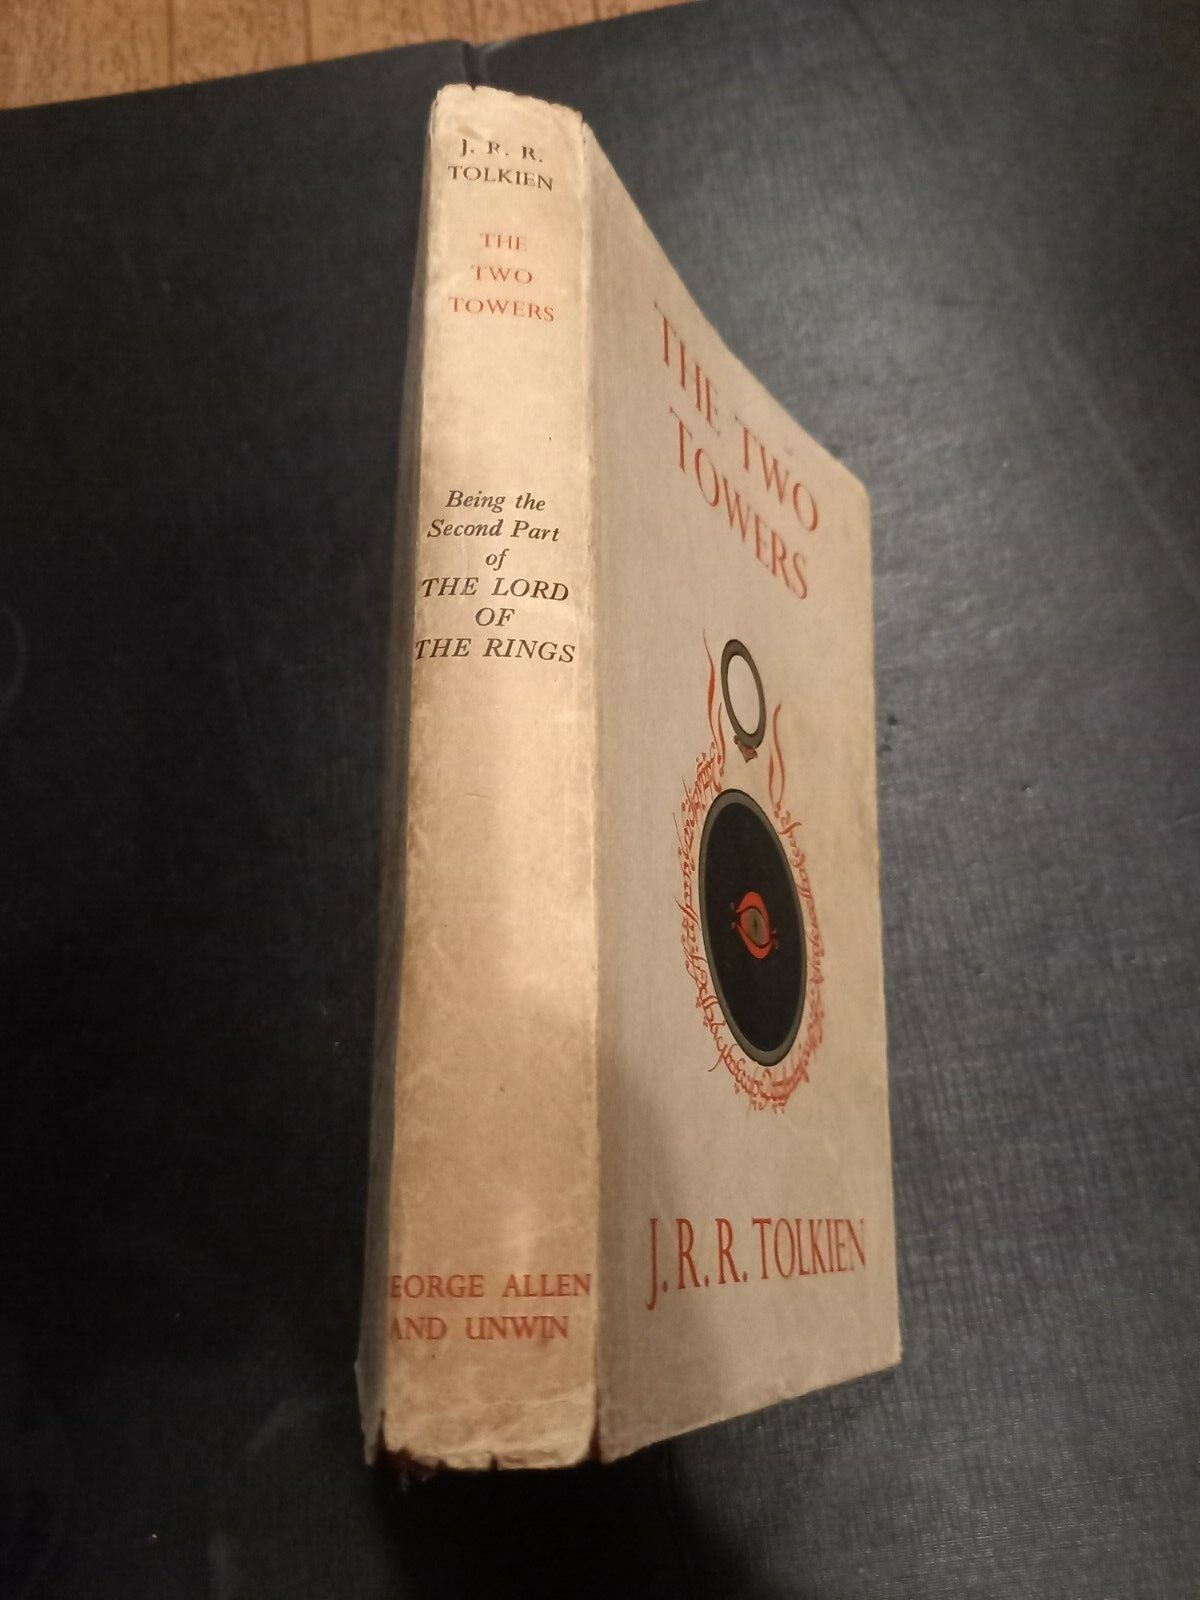 J. R. R.
TOLKIEN
THE
TWO
TOWERS
Being the
Second Part
of
THE LORD
OF
THE RINGS
EORGE ALLEN
AND UNWIN
THE TWO
TOWERS
J. R. R. TOLKIEN